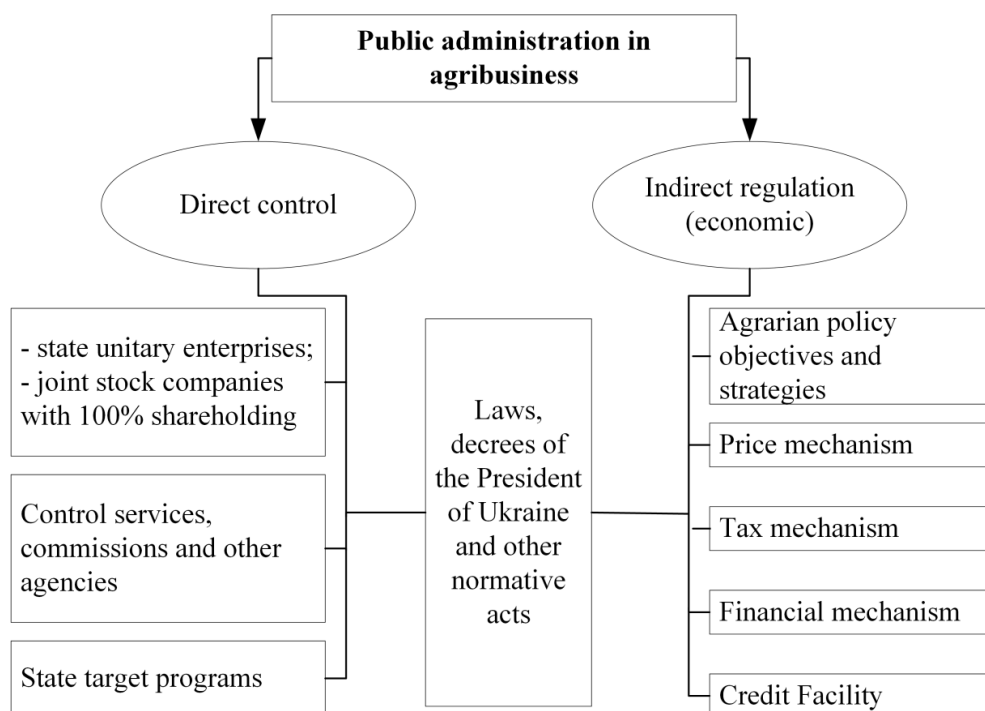 Public administration in
agribusiness
Direct control
Indirect regulation
(economic)
- state unitary enterprises;
- joint stock companies
with 100% shareholding
Control services,
commissions and other
agencies
State target programs
Laws,
decrees of
the President
of Ukraine
and other
normative
acts
Agrarian policy
objectives and
strategies
Price mechanism
Tax mechanism
Financial mechanism
Credit Facility